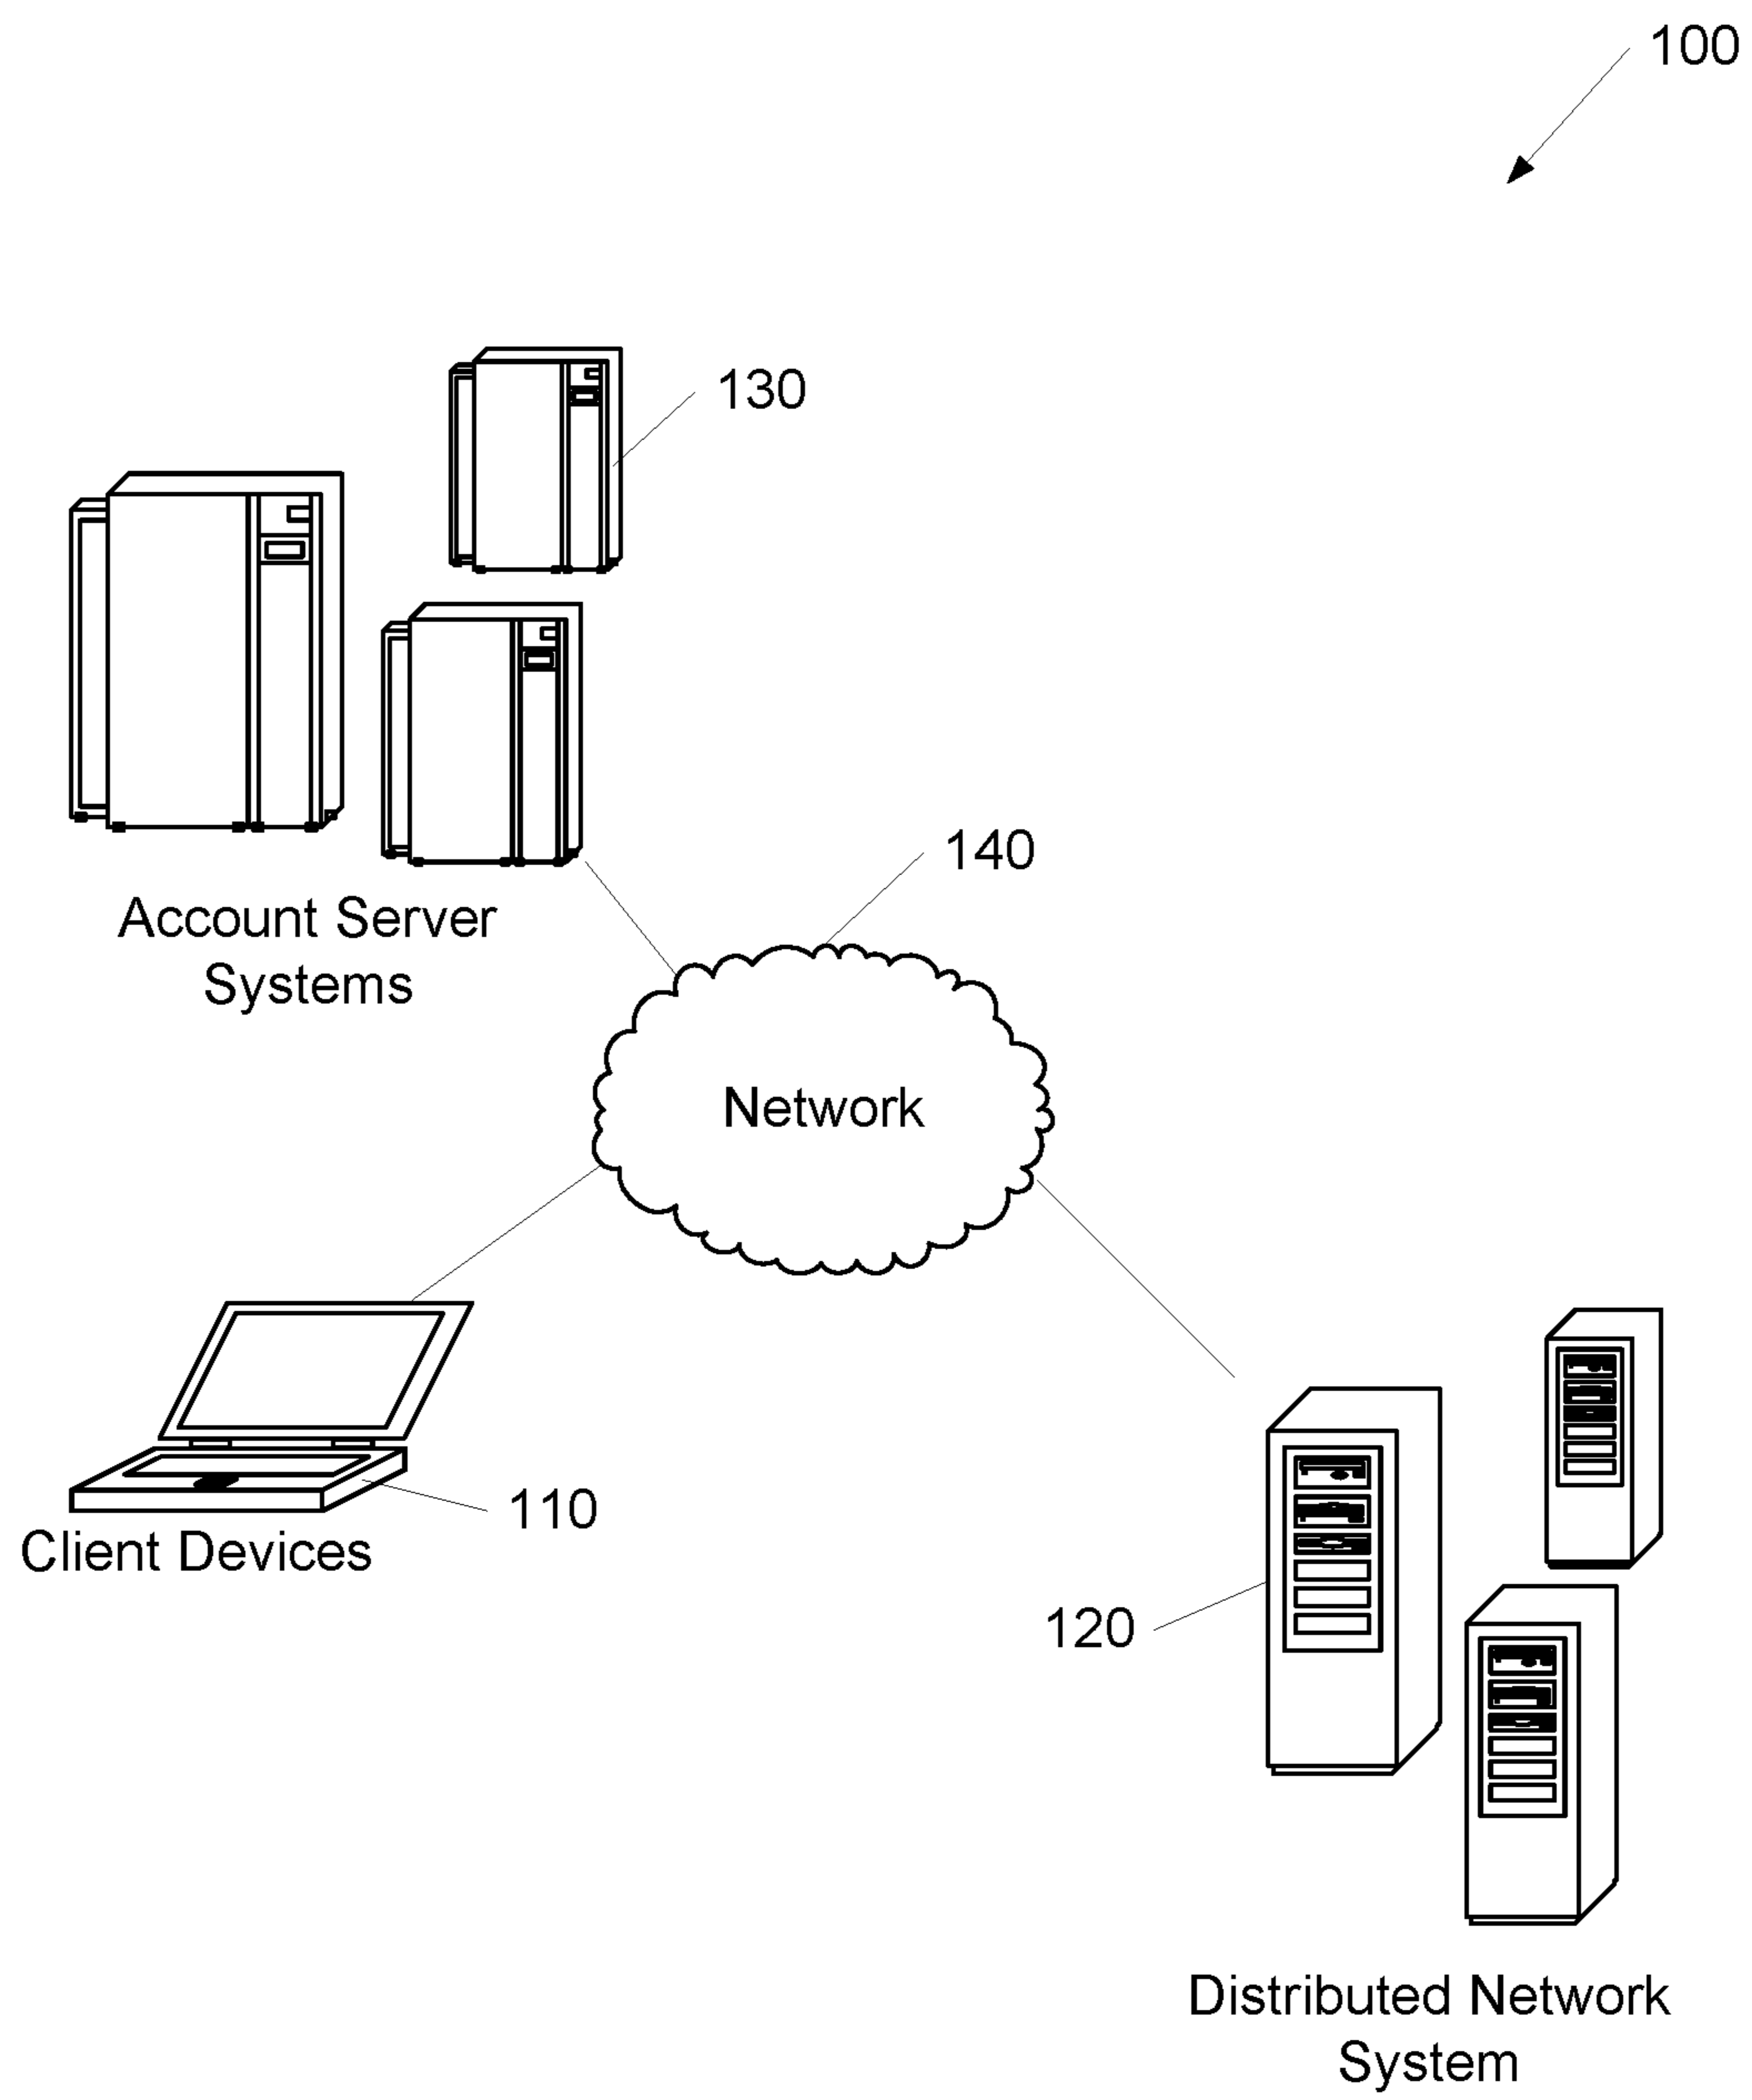 100
130
Account Server
Systems
140
Network
110
Client Devices
120
Distributed Network
System